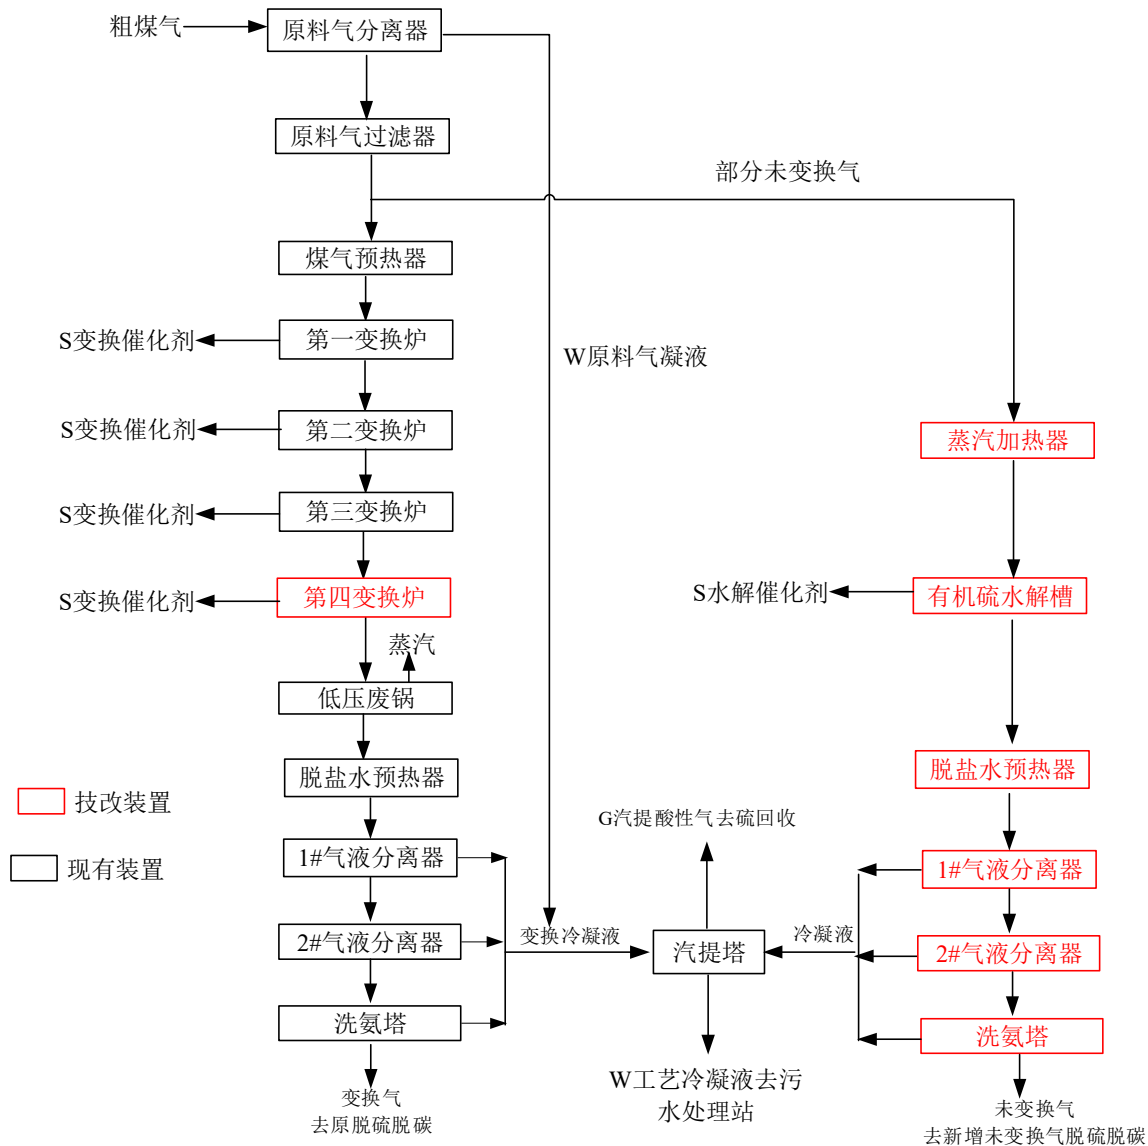 粗煤气
原料气分离器
原料气过滤器
部分未变换气
煤气预热器
S变换催化剂
第一变换炉
W原料气凝液
S变换催化剂
第二变换炉
蒸汽加热器
S变换催化剂
第三变换炉
S变换催化剂
第四变换炉
S水解催化剂
有机硫水解槽
蒸汽
低压废锅
脱盐水预热器
脱盐水预热器
技改装置
G汽提酸性气去硫回收
现有装置
1#气液分离器
1#气液分离器
2#气液分离器
变换冷凝液
汽提塔
冷凝液
2#气液分离器
洗氨塔
洗氨塔
W工艺冷凝液去污
水处理站
变换气
去原脱硫脱碳
未变换气
去新增未变换气脱硫脱碳